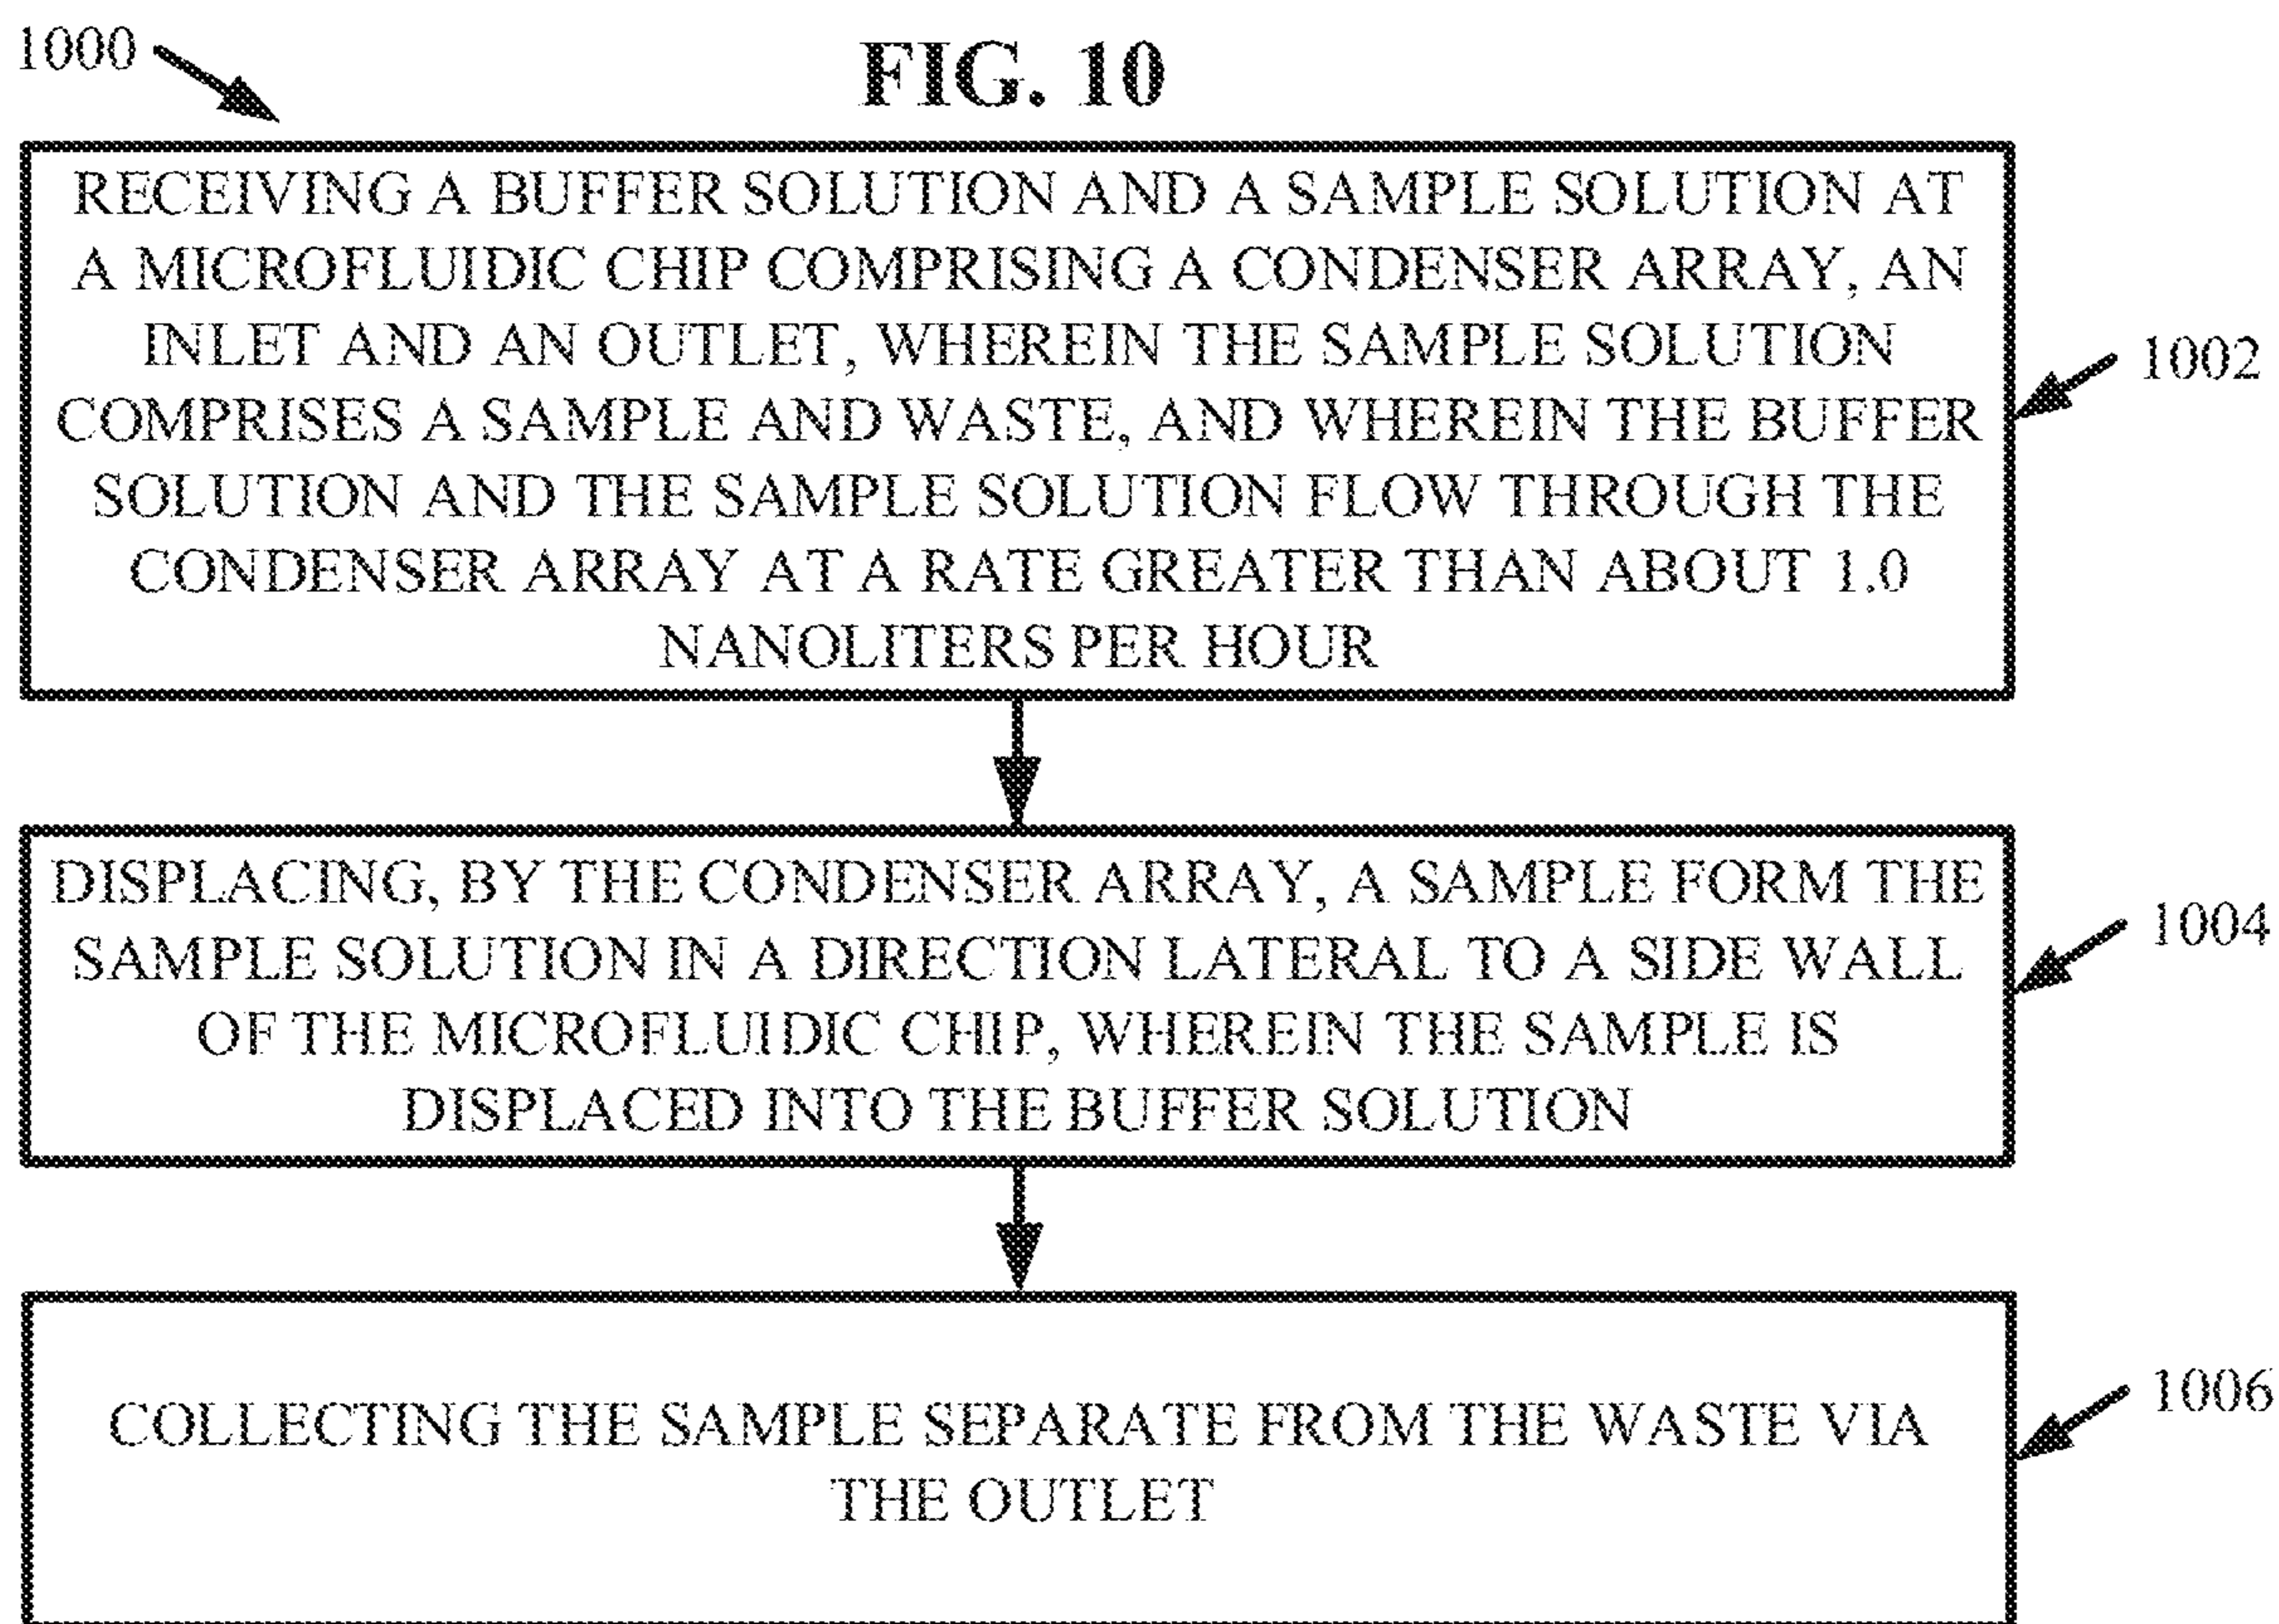 1000
FIG. 10
RECEIVING A BUFFER SOLUTION AND A SAMPLE SOLUTION AT
A MICROFLUIDIC CHIP COMPRISING A CONDENSER ARRAY, AN
INLET AND AN OUTLET, WHEREIN THE SAMPLE SOLUTION
COMPRISES A SAMPLE AND WASTE, AND WHEREIN THE BUFFER
SOLUTION AND THE SAMPLE SOLUTION FLOW THROUGH THE
CONDENSER ARRAY AT A RATE GREATER THAN ABOUT 1.0
NANOLITERS PER HOUR
1002
DISPLACING, BY THE CONDENSER ARRAY, A SAMPLE FORM THE
SAMPLE SOLUTION IN A DIRECTION LATERAL TO A SIDE WALL
OF THE MICROFLUIDIC CHIP, WHEREIN THE SAMPLE IS
DISPLACED INTO THE BUFFER SOLUTION
1004
COLLECTING THE SAMPLE SEPARATE FROM THE WASTE VIA
THE OUTLET
1006